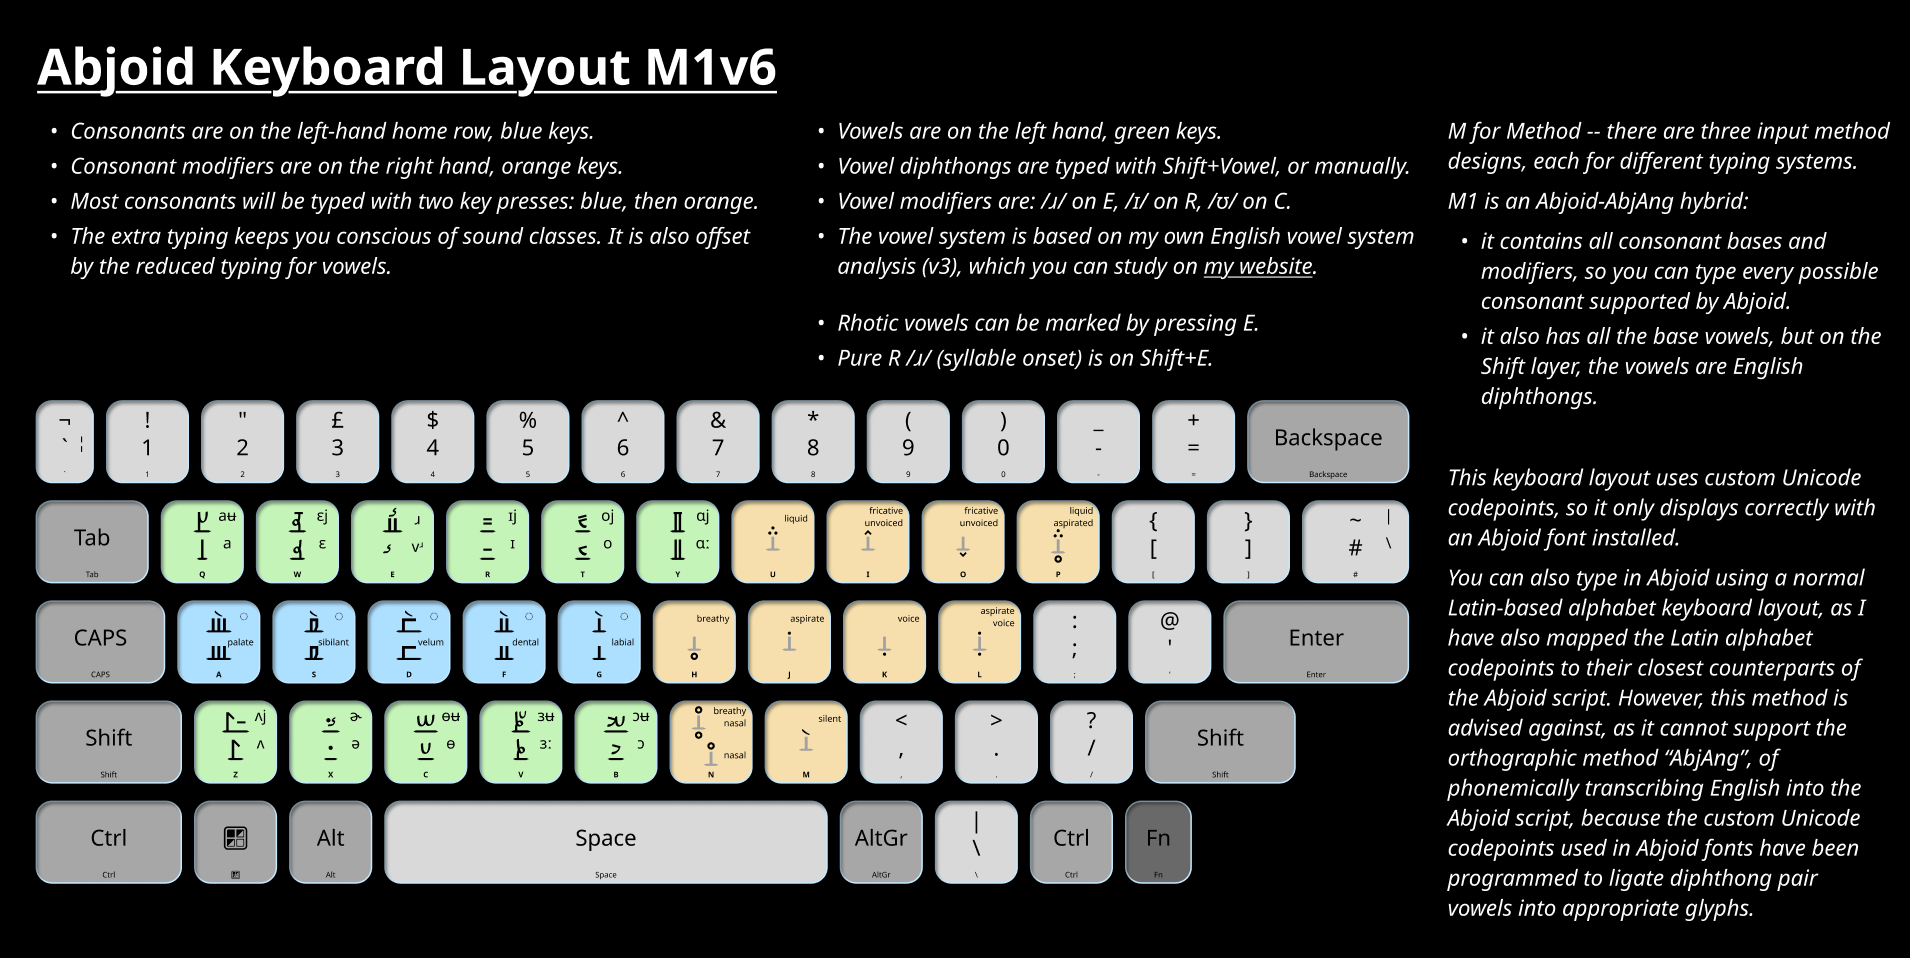 Abjoid Keyboard Layout M1v6
• Consonants are on the left-hand home row, blue keys.
• Consonant modifiers are on the right hand, orange keys.
• Most consonants will be typed with two key presses: blue, then orange.
• The extra typing keeps you conscious of sound classes. It is also offset
by the reduced typing for vowels.
• Vowels are on the left hand, green keys.
• Vowel diphthongs are typed with Shift+Vowel, or manually.
• Vowel modifiers are: /ɹ/ on E, /ɪ/ on R, /ʊ/ on C.
• The vowel system is based on my own English vowel system
analysis (v3), which you can study on my website.
• Rhotic vowels can be marked by pressing E.
• Pure R /ɹ/ (syllable onset) is on Shift+E.
M for Method -- there are three input method
designs, each for different typing systems.
M1 is an Abjoid-AbjAng hybrid:
• it contains all consonant bases and
modifiers, so you can type every possible
consonant supported by Abjoid.
• it also has all the base vowels, but on the
Shift layer, the vowels are English
diphthongs.
This keyboard layout uses custom Unicode
codepoints, so it only displays correctly with
an Abjoid font installed.
You can also type in Abjoid using a normal
Latin-based alphabet keyboard layout, as I
have also mapped the Latin alphabet
codepoints to their closest counterparts of
the Abjoid script. However, this method is
advised against, as it cannot support the
orthographic method “AbjAng”, of
phonemically transcribing English into the
Abjoid script, because the custom Unicode
codepoints used in Abjoid fonts have been
programmed to ligate diphthong pair
vowels into appropriate glyphs.
¬ ! " £ $ % ^ & * ( ) _ +
` ¦ 1 2 3 4 5 6 7 8 9 0 - = Backspace
` 1 2 3 4 5 6 7 8 9 0 - = Backspace
aʉ ɛj ɹ ɪj oj ɑj liquid fricative unvoiced fricative unvoiced liquid aspirated { } ~ |
Tab a ɛ vʴ ɪ o ɑː [ ] # \
Tab Q W E R T Y U I O P [ ] #
◌ ◌ ◌ ◌ ◌ breathy aspirate voice aspirate voice : @
CAPS palate sibilant velum dental labial ; ' Enter
CAPS A S D F G H J K L ; ' Enter
ʌj ɚ ɵʉ ɜʉ ɔʉ breathy nasal silent < > ?
Shift ʌ ə ɵ ɜː ɔ nasal , . / Shift
Shift Z X C V B N M , . / Shift
Ctrl Alt Space AltGr | \ Ctrl Fn
Ctrl Alt Space AltGr \ Ctrl Fn